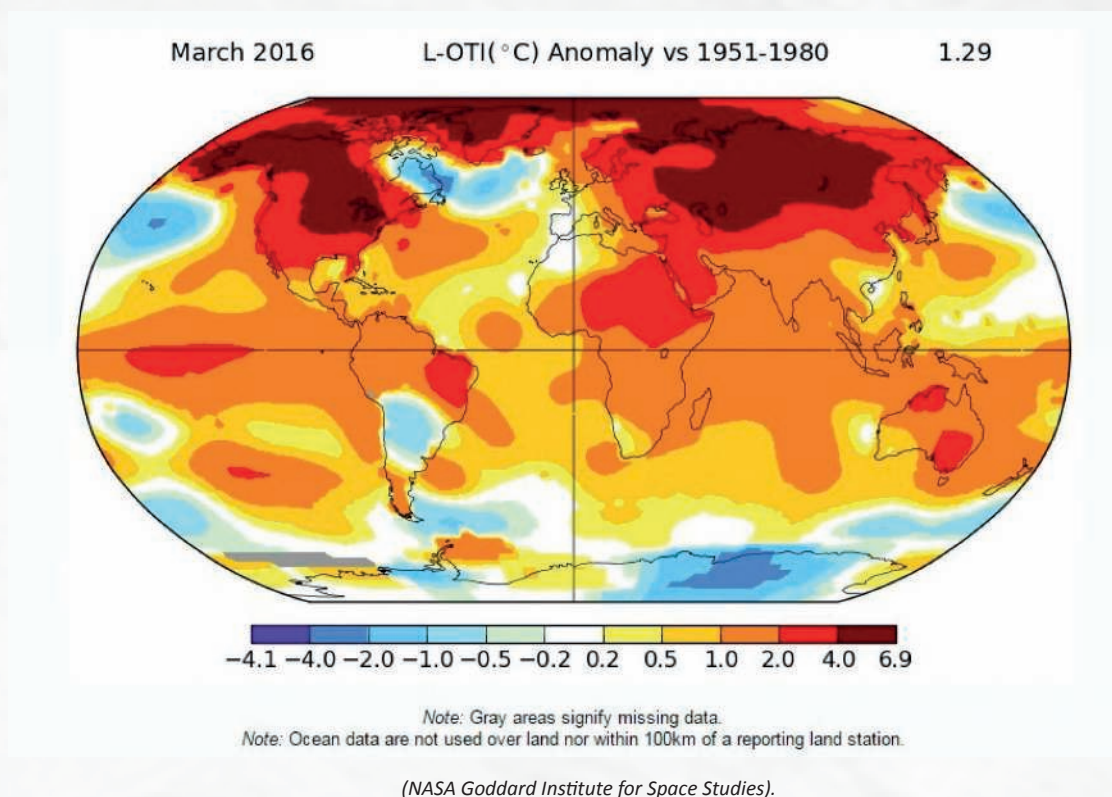 March 2016 L-OTI(°C) Anomaly vs 1951-1980 1.29
−4.1 −4.0 −2.0 −1.0 −0.5 −0.2 0.2 0.5 1.0 2.0 4.0 6.9
Note: Gray areas signify missing data.
Note: Ocean data are not used over land nor within 100km of a reporting land station.
(NASA Goddard Institute for Space Studies).